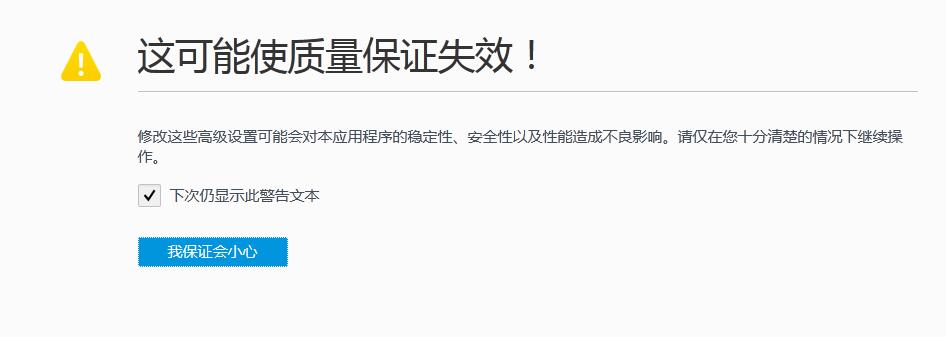 这可能使质量保证失效！
修改这些高级设置可能会对本应用程序的稳定性、安全性以及性能造成不良影响。请仅在您十分清楚的情况下继续操
作。
下次仍显示此警告文本
我保证会小心